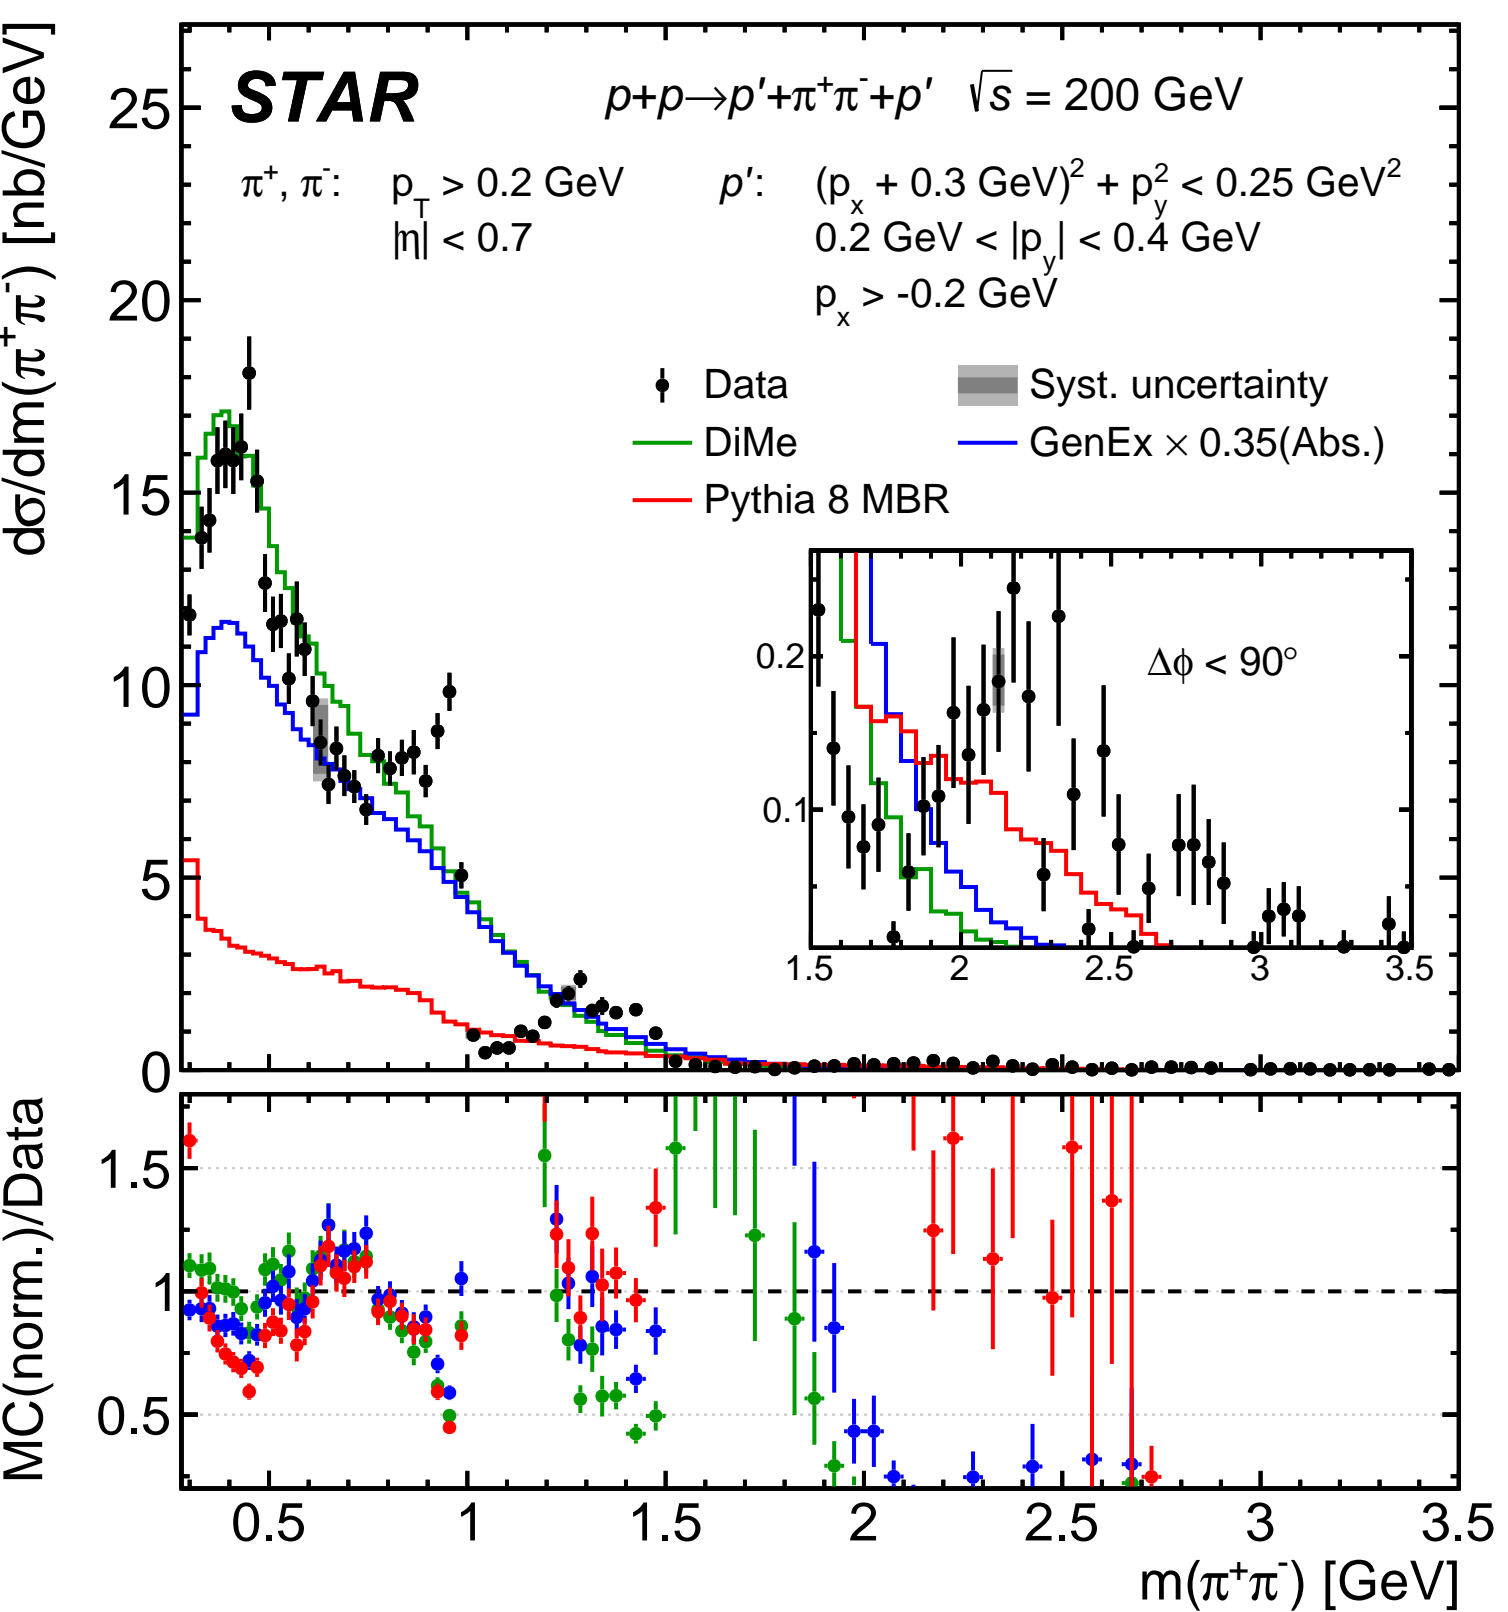 STAR p+p→p′+π⁺π⁻+p′ √s = 200 GeV
π⁺, π⁻: p_T > 0.2 GeV p′: (p_x + 0.3 GeV)² + p_y² < 0.25 GeV²
|η| < 0.7 0.2 GeV < |p_y| < 0.4 GeV
p_x > -0.2 GeV
Data Syst. uncertainty
DiMe GenEx × 0.35(Abs.)
Pythia 8 MBR
dσ/dm(π⁺π⁻) [nb/GeV]
25
20
15
10
5
0
Δϕ < 90°
0.2
0.1
1.5 2 2.5 3 3.5
MC(norm.)/Data
1.5
1
0.5
0.5 1 1.5 2 2.5 3 3.5
m(π⁺π⁻) [GeV]